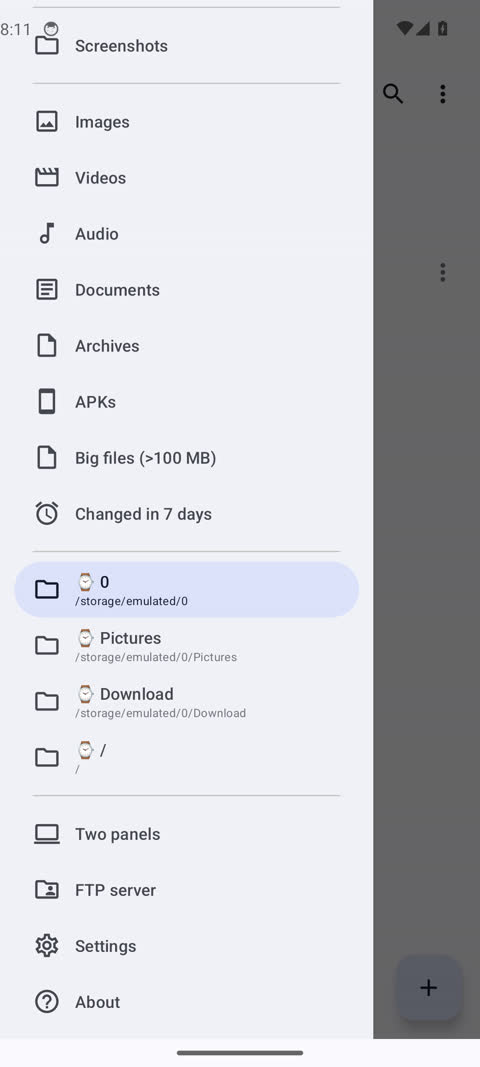 8:11
Screenshots
Images
Videos
Audio
Documents
Archives
APKs
Big files (>100 MB)
Changed in 7 days
⌚ 0
/storage/emulated/0
⌚ Pictures
/storage/emulated/0/Pictures
⌚ Download
/storage/emulated/0/Download
⌚ /
/
Two panels
FTP server
Settings
About